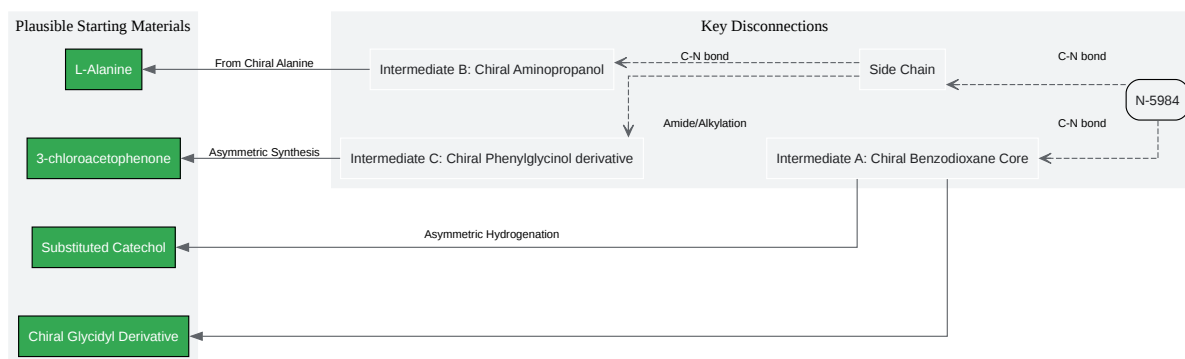 Plausible Starting Materials
Key Disconnections
L-Alanine
From Chiral Alanine
Intermediate B: Chiral Aminopropanol
C-N bond
Side Chain
C-N bond
N-5984
Amide/Alkylation
C-N bond
3-chloroacetophenone
Asymmetric Synthesis
Intermediate C: Chiral Phenylglycinol derivative
Intermediate A: Chiral Benzodioxane Core
Substituted Catechol
Asymmetric Hydrogenation
Chiral Glycidyl Derivative